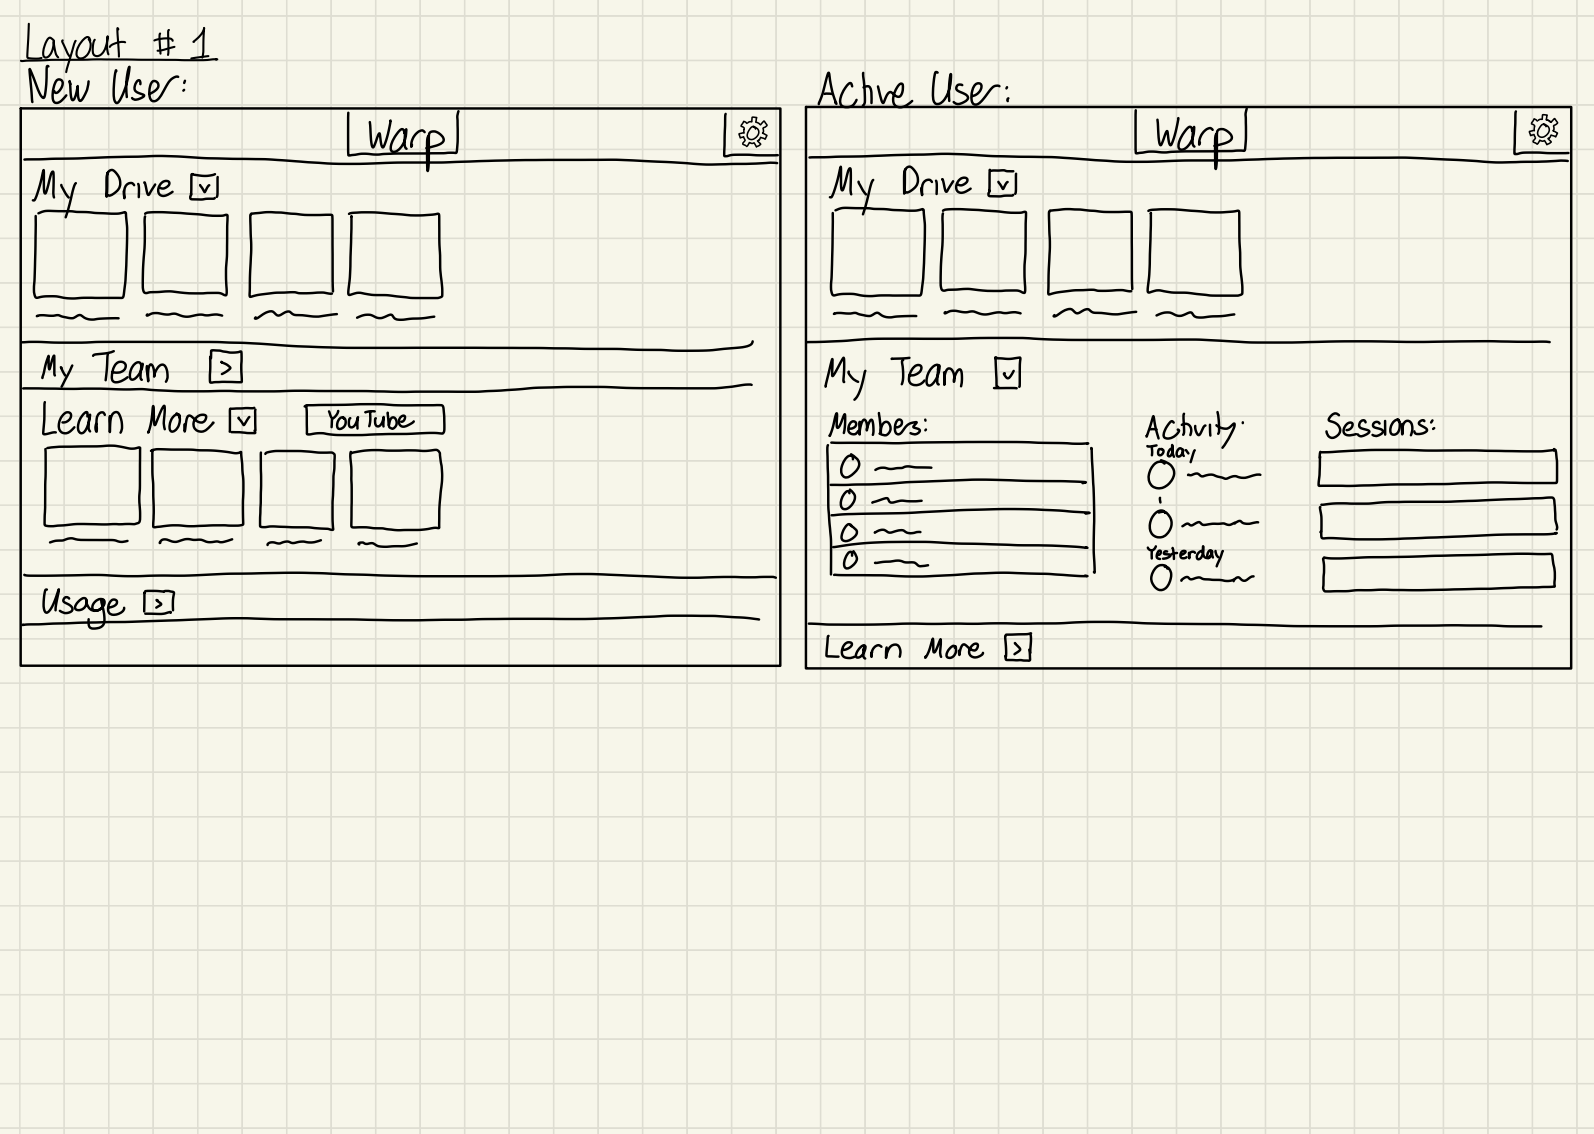 Layout #1
New User:
Warp
My Drive
My Team
Learn More
YouTube
Usage
Active User:
Warp
My Drive
My Team
Members:
Activity:
Today
Yesterday
Sessions:
Learn More